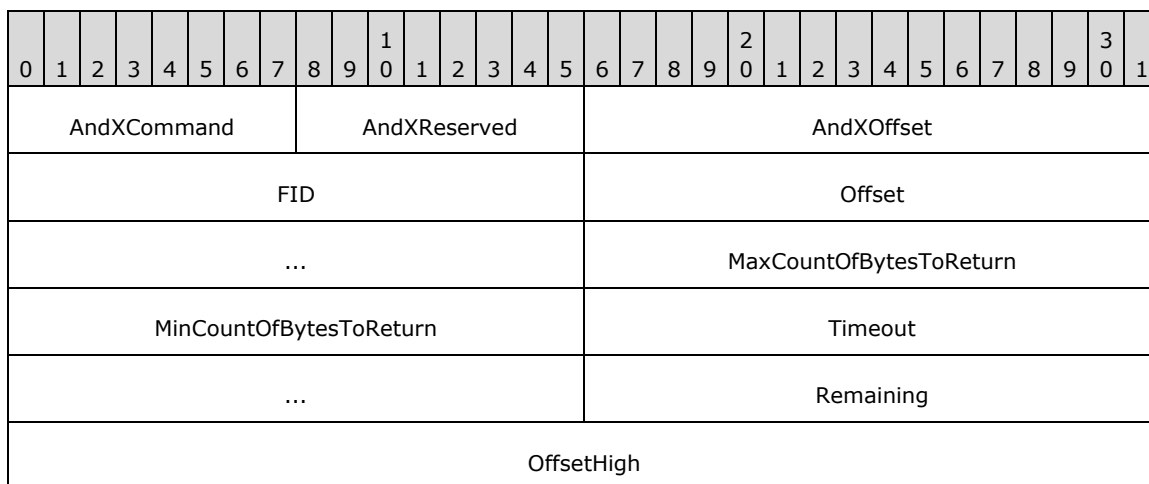 1 2 3
0 1 2 3 4 5 6 7 8 9 0 1 2 3 4 5 6 7 8 9 0 1 2 3 4 5 6 7 8 9 0 1
AndXCommand AndXReserved AndXOffset
FID Offset
... MaxCountOfBytesToReturn
MinCountOfBytesToReturn Timeout
... Remaining
OffsetHigh